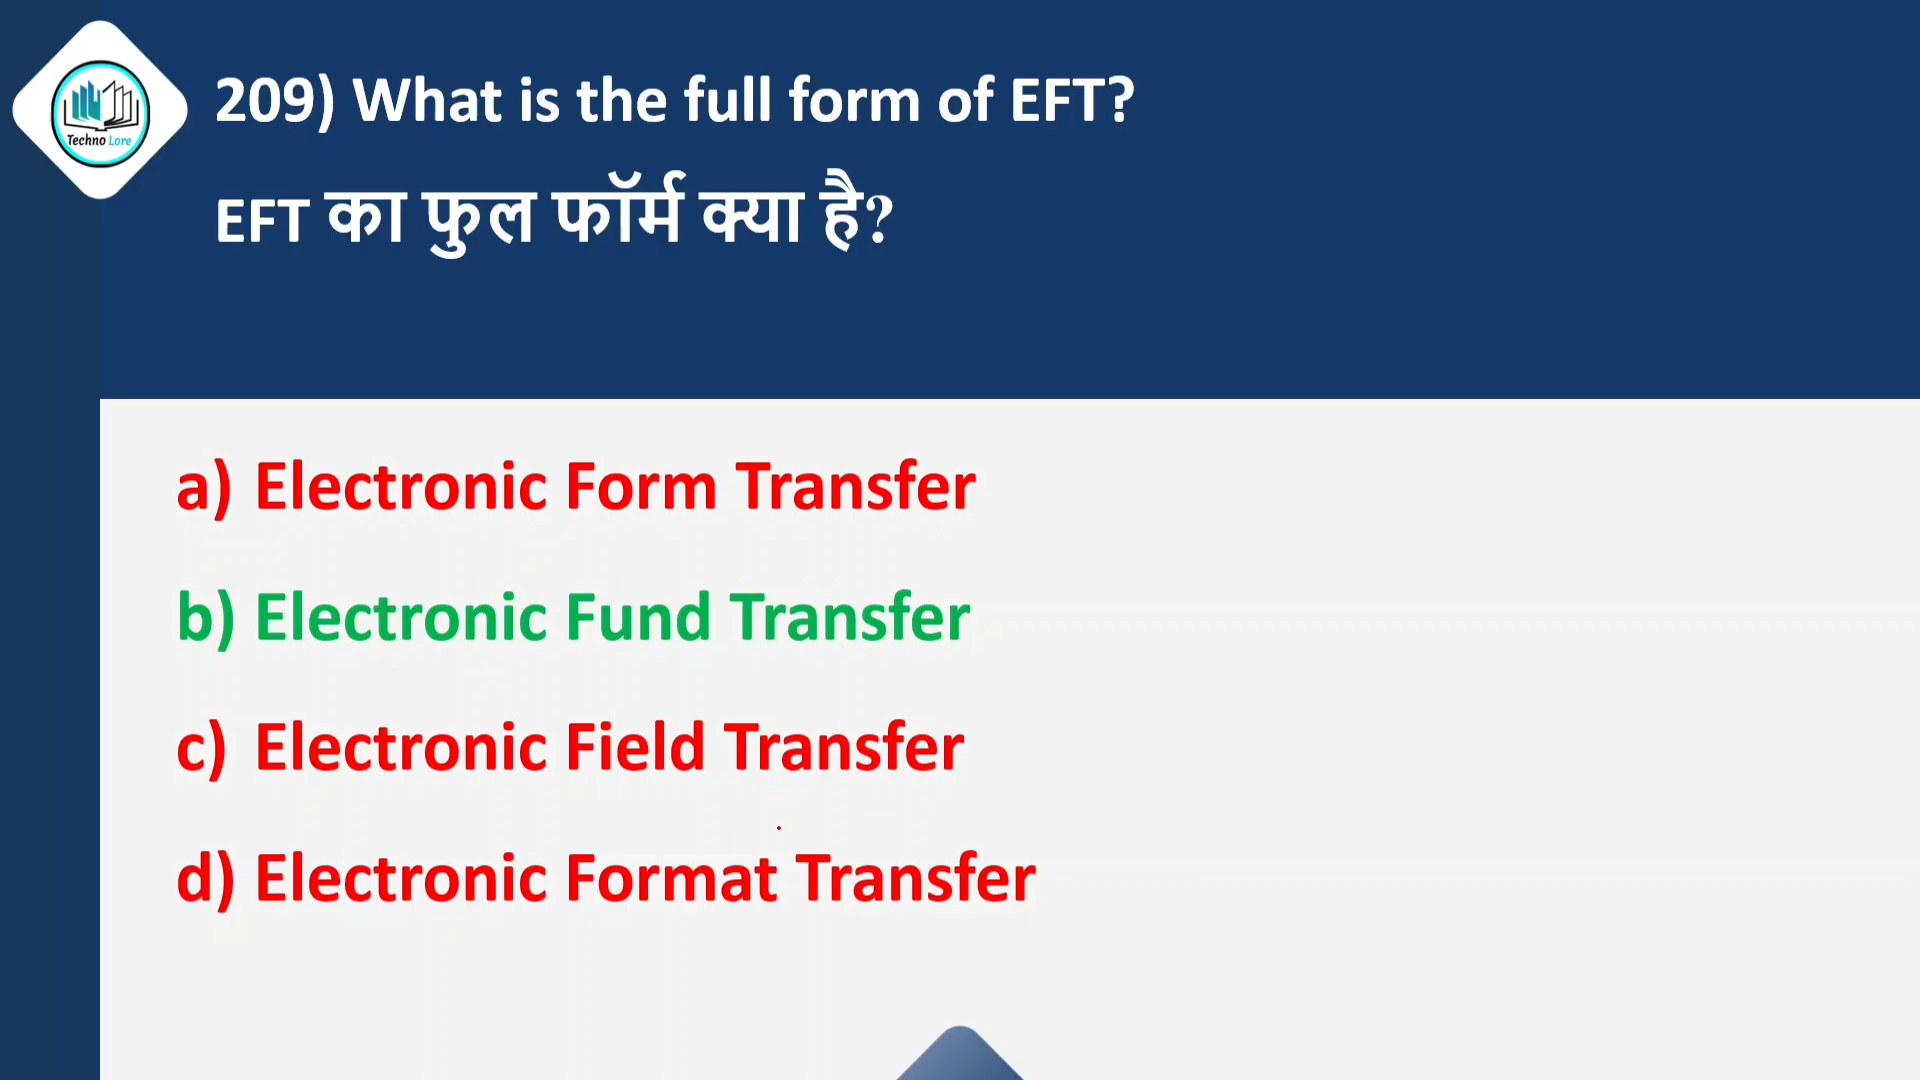 Techno Lore
209) What is the full form of EFT?
EFT का फुल फॉर्म क्या है?
a) Electronic Form Transfer
b) Electronic Fund Transfer
c) Electronic Field Transfer
d) Electronic Format Transfer